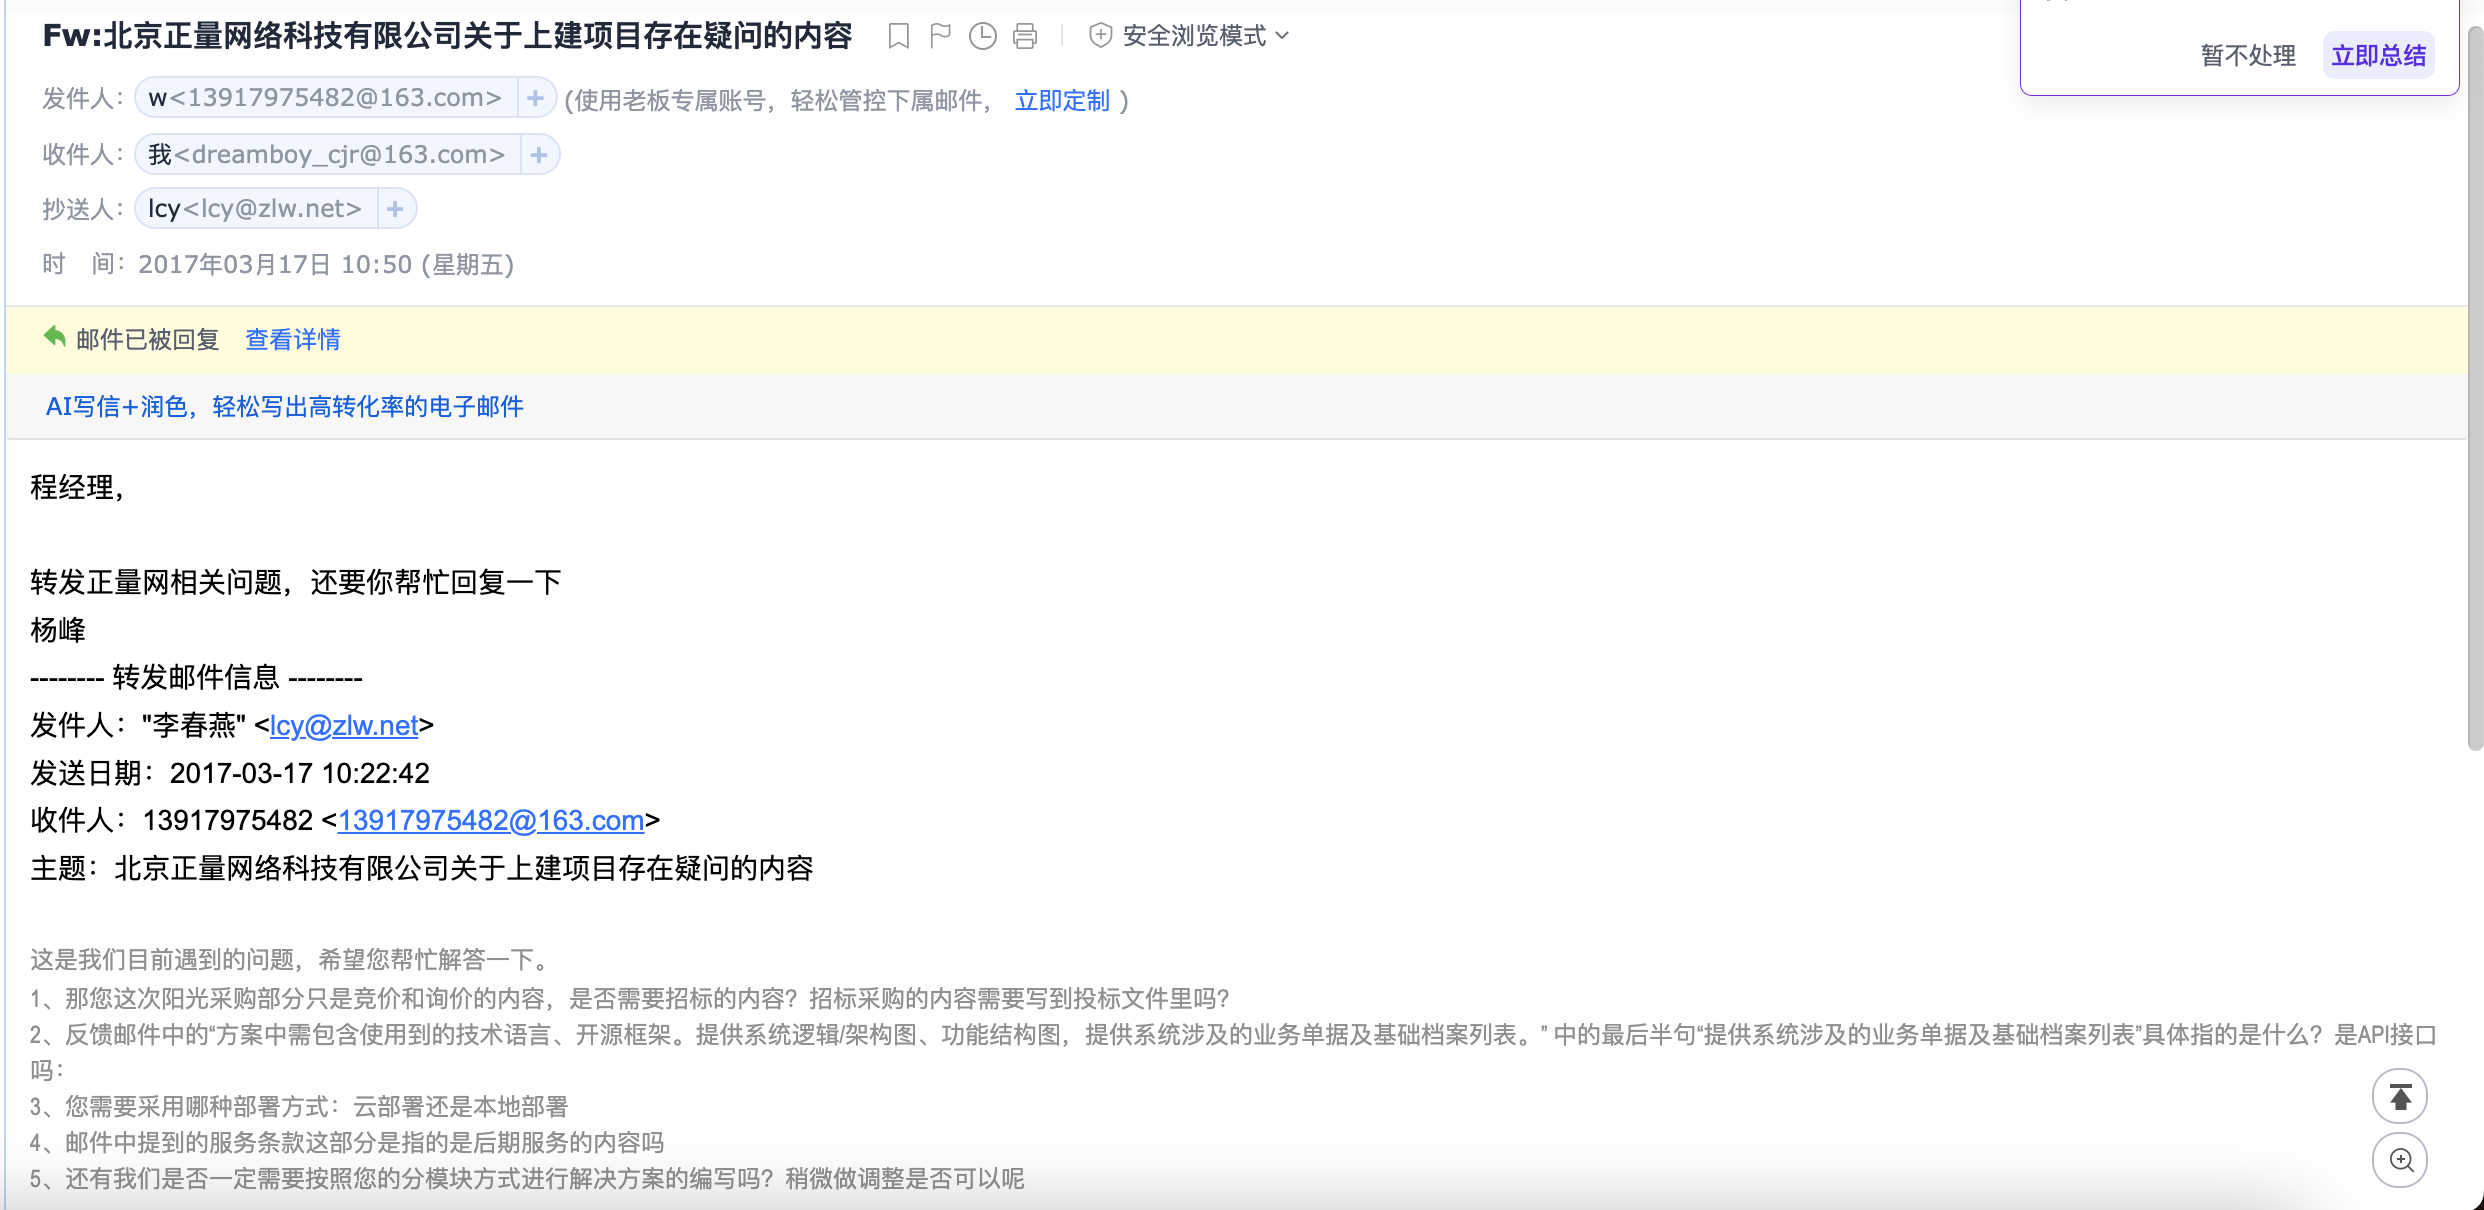 Fw:北京正量网络科技有限公司关于上建项目存在疑问的内容 安全浏览模式
暂不处理 立即总结
发件人： w<13917975482@163.com> + (使用老板专属账号，轻松管控下属邮件， 立即定制 )
收件人： 我<dreamboy_cjr@163.com> +
抄送人： lcy<lcy@zlw.net> +
时 间： 2017年03月17日 10:50 (星期五)
邮件已被回复 查看详情
AI写信+润色，轻松写出高转化率的电子邮件
程经理，
转发正量网相关问题，还要你帮忙回复一下
杨峰
-------- 转发邮件信息 --------
发件人："李春燕" <lcy@zlw.net>
发送日期：2017-03-17 10:22:42
收件人：13917975482 <13917975482@163.com>
主题：北京正量网络科技有限公司关于上建项目存在疑问的内容
这是我们目前遇到的问题，希望您帮忙解答一下。
1、那您这次阳光采购部分只是竞价和询价的内容，是否需要招标的内容？招标采购的内容需要写到投标文件里吗？
2、反馈邮件中的“方案中需包含使用到的技术语言、开源框架。提供系统逻辑/架构图、功能结构图，提供系统涉及的业务单据及基础档案列表。” 中的最后半句“提供系统涉及的业务单据及基础档案列表”具体指的是什么？是API接口
吗：
3、您需要采用哪种部署方式：云部署还是本地部署
4、邮件中提到的服务条款这部分是指的是后期服务的内容吗
5、还有我们是否一定需要按照您的分模块方式进行解决方案的编写吗？稍微做调整是否可以呢